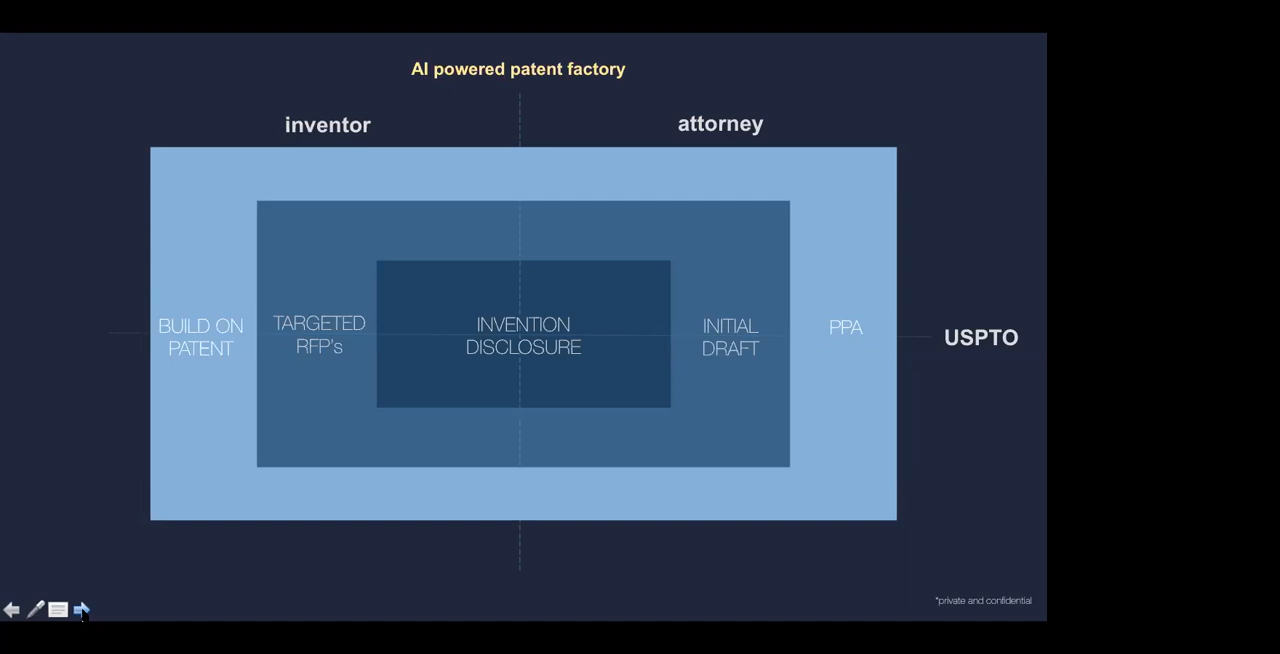 AI powered patent factory
inventor
attorney
BUILD ON
PATENT
TARGETED
RFP's
INVENTION
DISCLOSURE
INITIAL
DRAFT
PPA
USPTO
*private and confidential